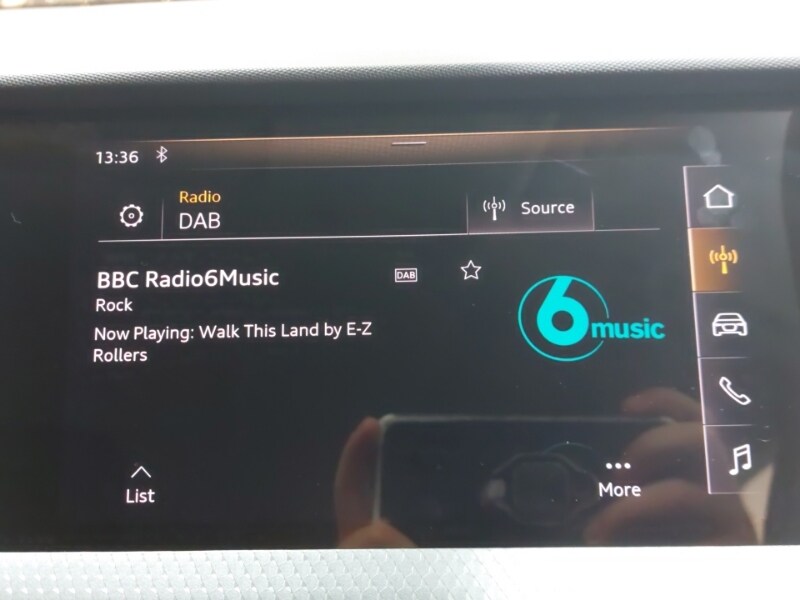 13:36
Radio
DAB
Source
BBC Radio6Music
DAB
Rock
Now Playing: Walk This Land by E-Z
Rollers
6music
List
More